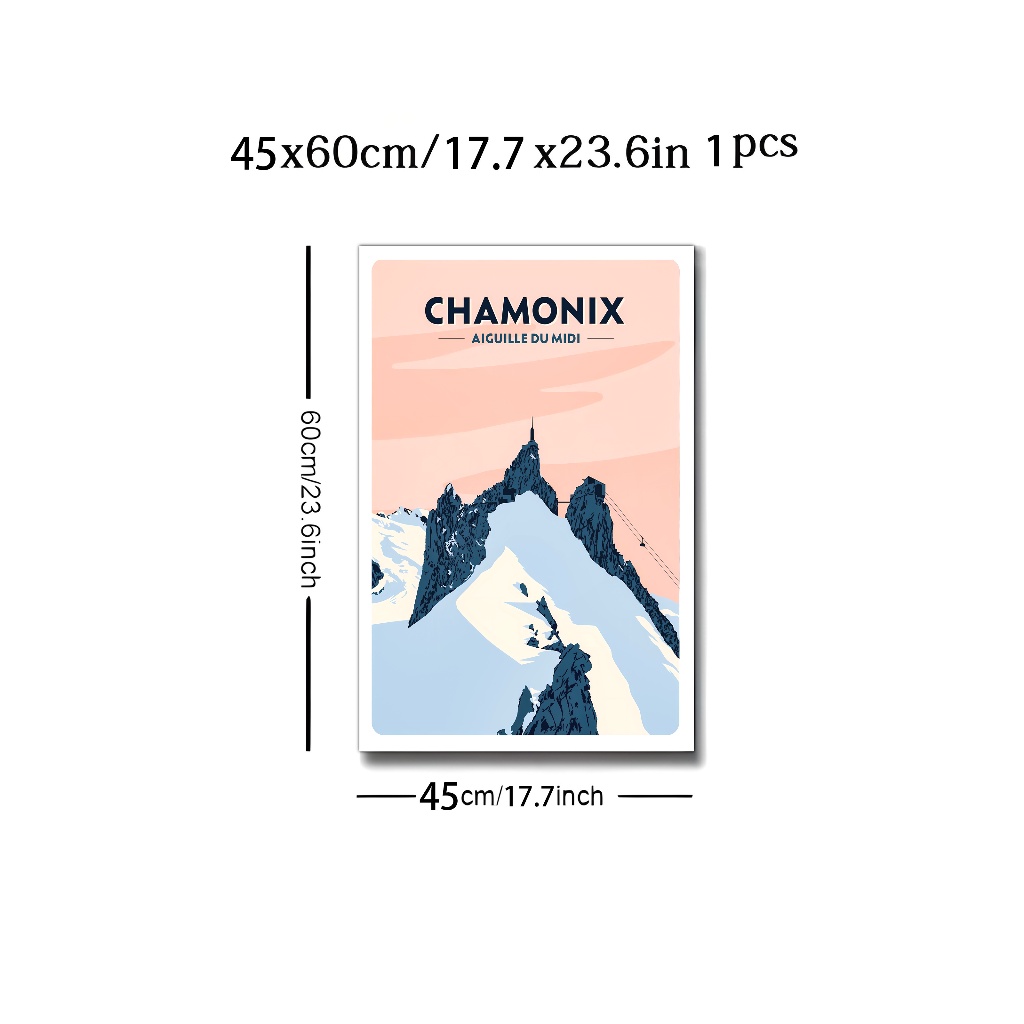 45x60cm/17.7 x23.6in 1pcs
CHAMONIX
AIGUILLE DU MIDI
60cm/23.6inch
45cm/17.7inch